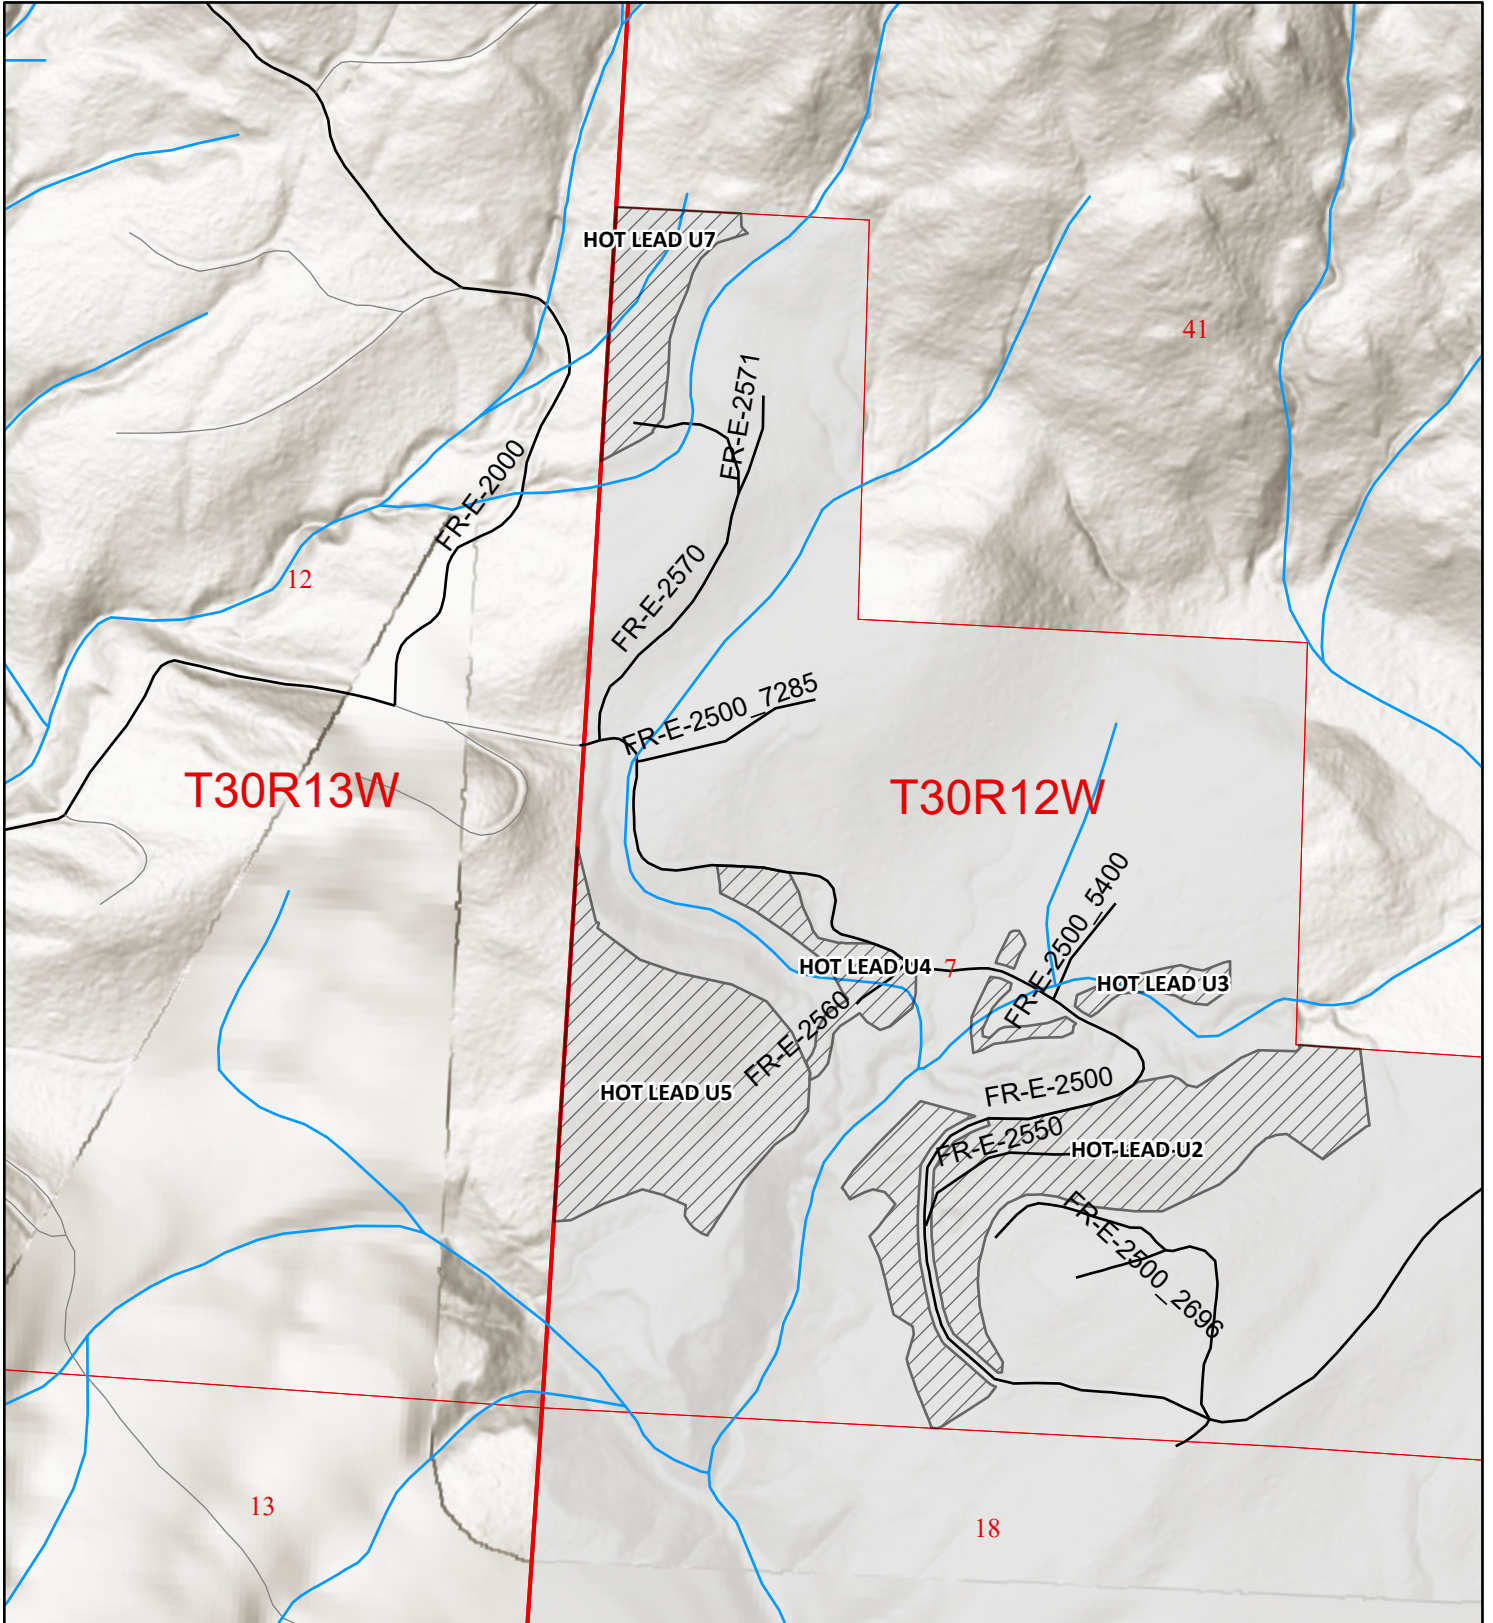 HOT LEAD U7
41
FR-E-2571
FR-E-2000
12
FR-E-2570
FR-E-2500_7285
T30R13W
T30R12W
FR-E-2500_5400
HOT LEAD U4
7
HOT LEAD U3
FR-E-2560
HOT LEAD U5
FR-E-2500
FR-E-2550
HOT LEAD U2
FR-E-2500_2696
13
18